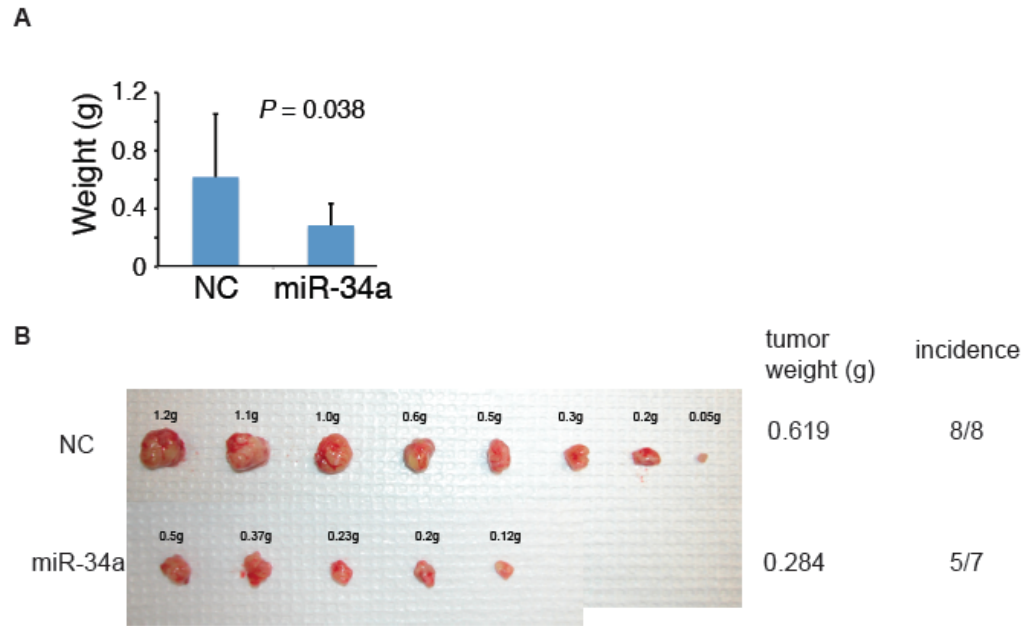 A
Weight (g)
1.2
0.8
0.4
0
P = 0.038
NC
miR-34a
B
tumor
weight (g)
incidence
1.2g
1.1g
1.0g
0.6g
0.5g
0.3g
0.2g
0.05g
NC
0.619
8/8
0.5g
0.37g
0.23g
0.2g
0.12g
miR-34a
0.284
5/7